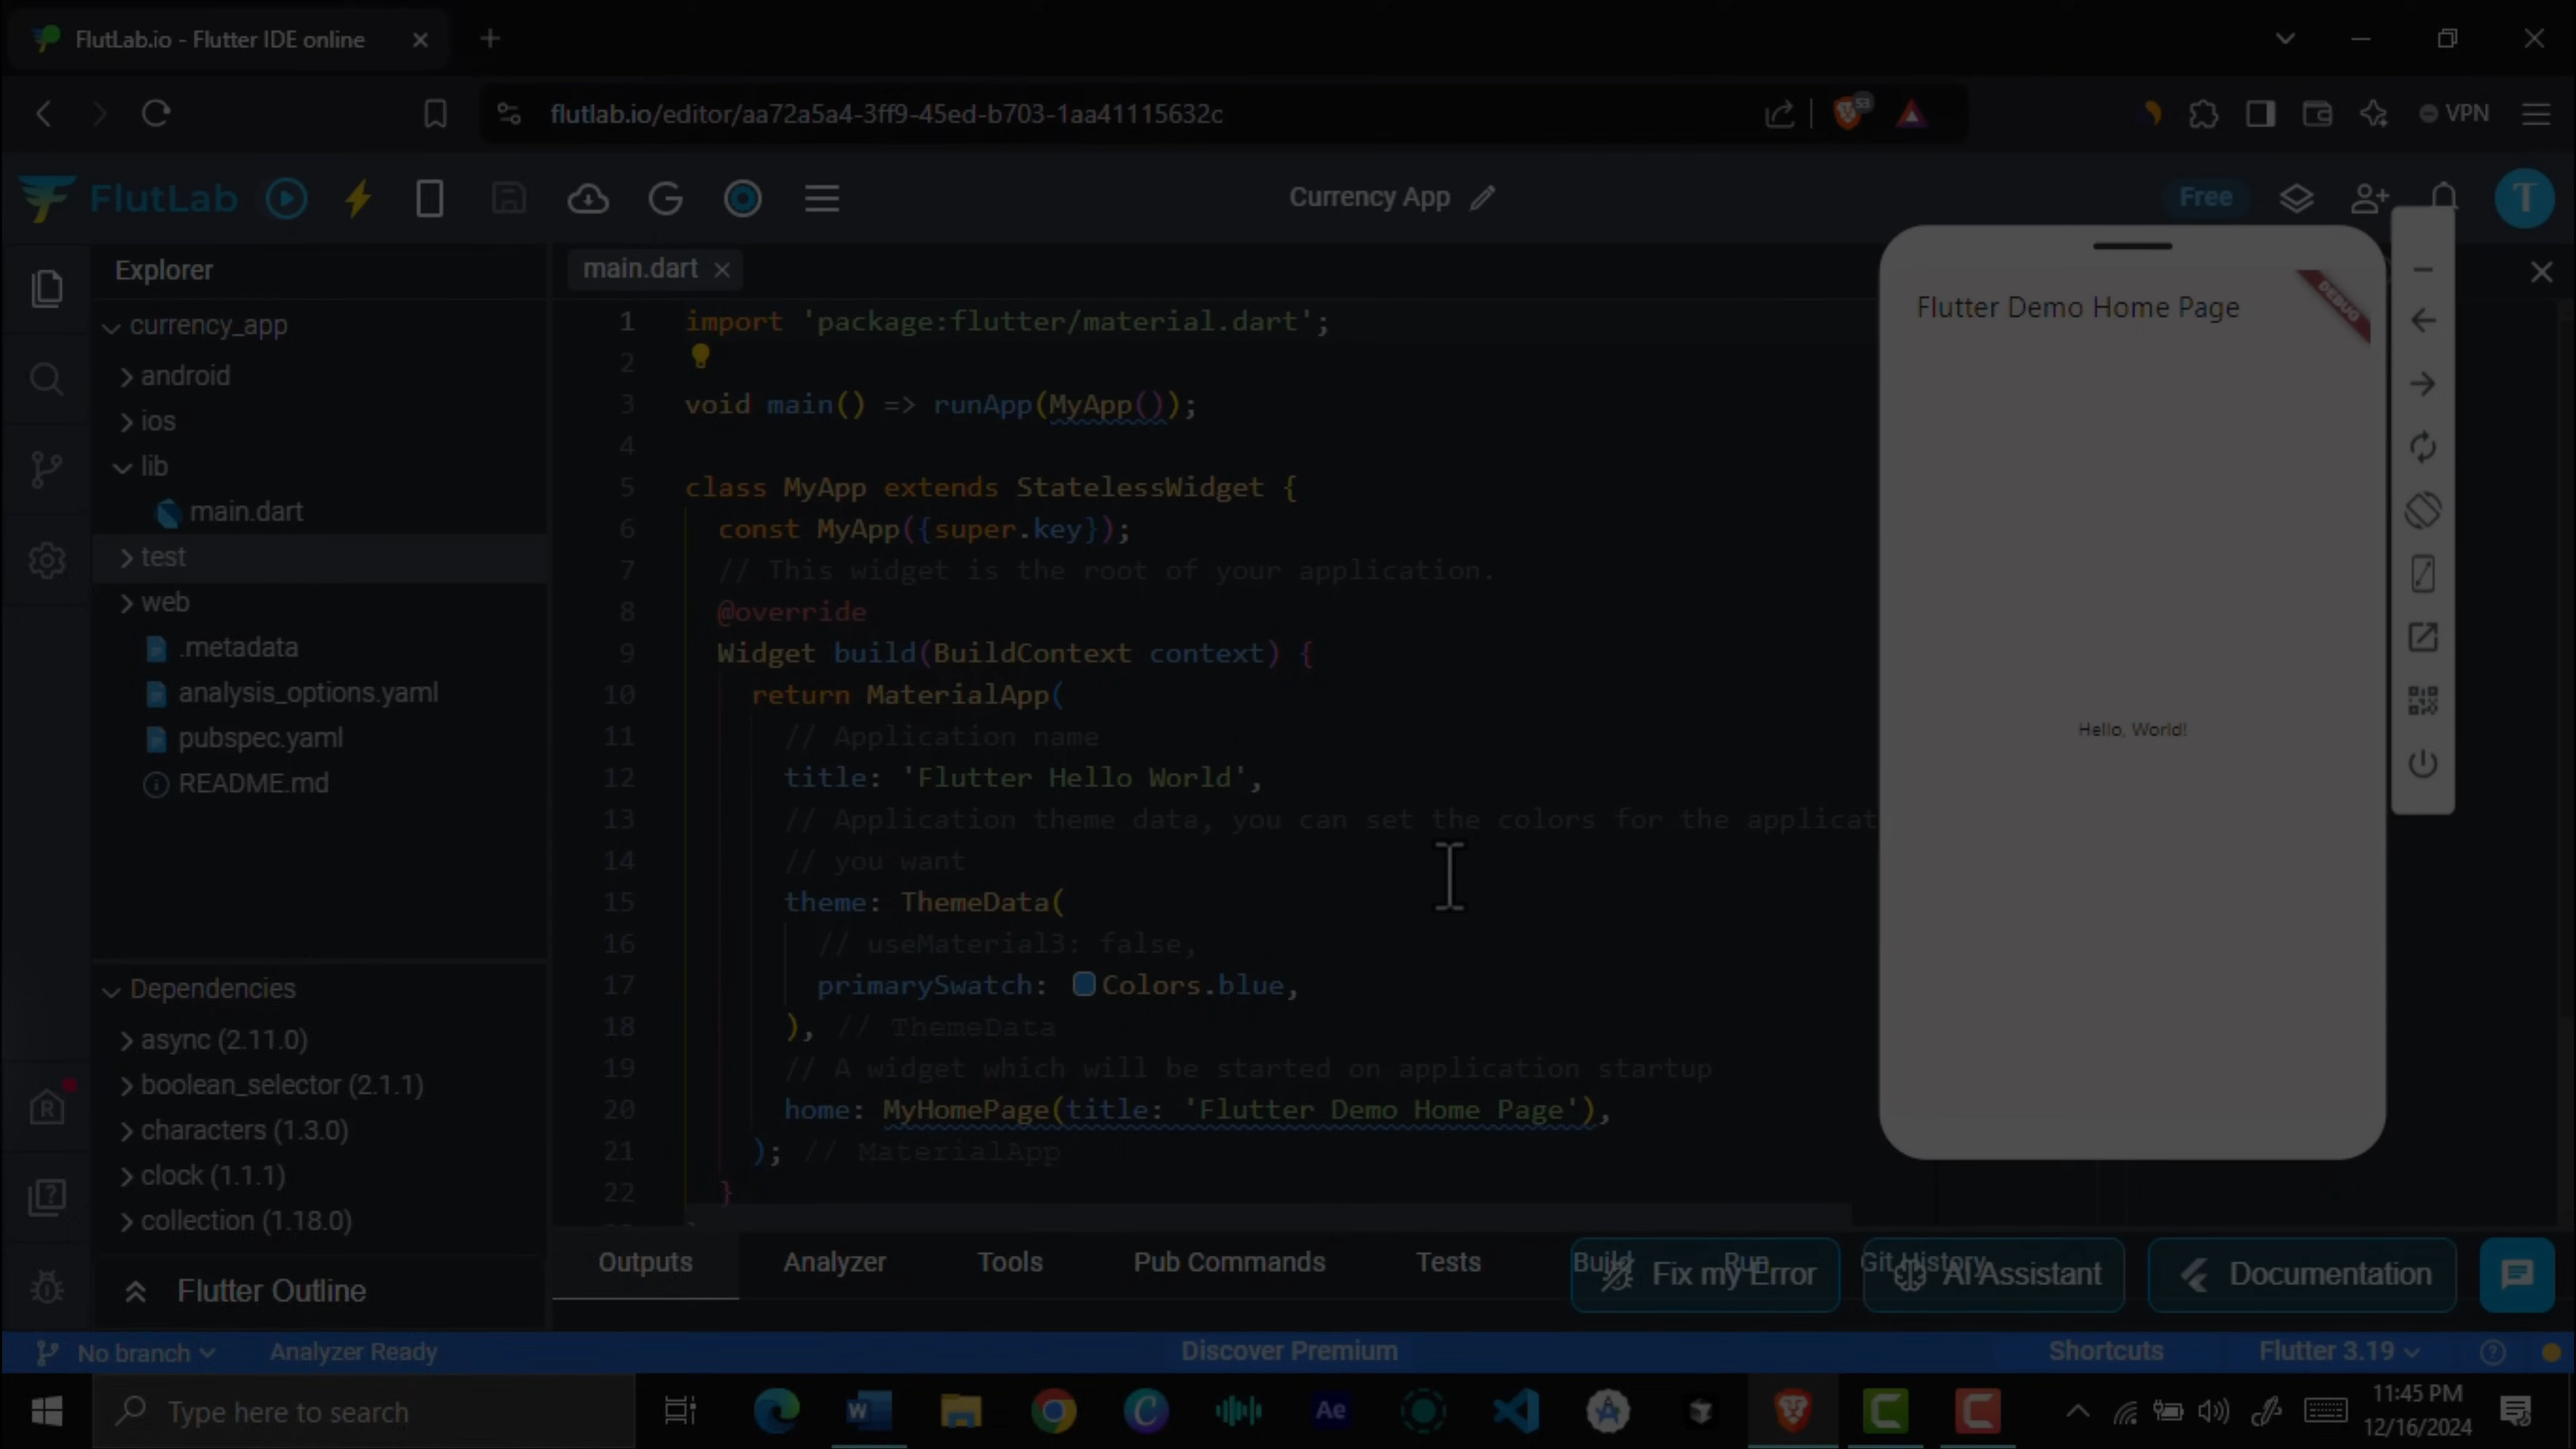 FlutLab.io - Flutter IDE online
flutlab.io/editor/aa72a5a4-3ff9-45ed-b703-1aa41115632c
53
VPN
FlutLab
Currency App
Free
T
Explorer
currency_app
android
ios
lib
main.dart
test
web
.metadata
analysis_options.yaml
pubspec.yaml
README.md
Dependencies
async (2.11.0)
boolean_selector (2.1.1)
characters (1.3.0)
clock (1.1.1)
collection (1.18.0)
Flutter Outline
main.dart
1 import 'package:flutter/material.dart';
2
3 void main() => runApp(MyApp());
4
5 class MyApp extends StatelessWidget {
6 const MyApp({super.key});
7 // This widget is the root of your application.
8 @override
9 Widget build(BuildContext context) {
10 return MaterialApp(
11 // Application name
12 title: 'Flutter Hello World',
13 // Application theme data, you can set the colors for the applicat
14 // you want
15 theme: ThemeData(
16 // useMaterial3: false,
17 primarySwatch: Colors.blue,
18 ), // ThemeData
19 // A widget which will be started on application startup
20 home: MyHomePage(title: 'Flutter Demo Home Page'),
21 ); // MaterialApp
22 }
Flutter Demo Home Page
DEBUG
Hello, World!
Outputs
Analyzer
Tools
Pub Commands
Tests
Build
Run
Git History
Fix my Error
AI Assistant
Documentation
No branch
Analyzer Ready
Discover Premium
Shortcuts
Flutter 3.19
Type here to search
W
Ae
11:45 PM
12/16/2024